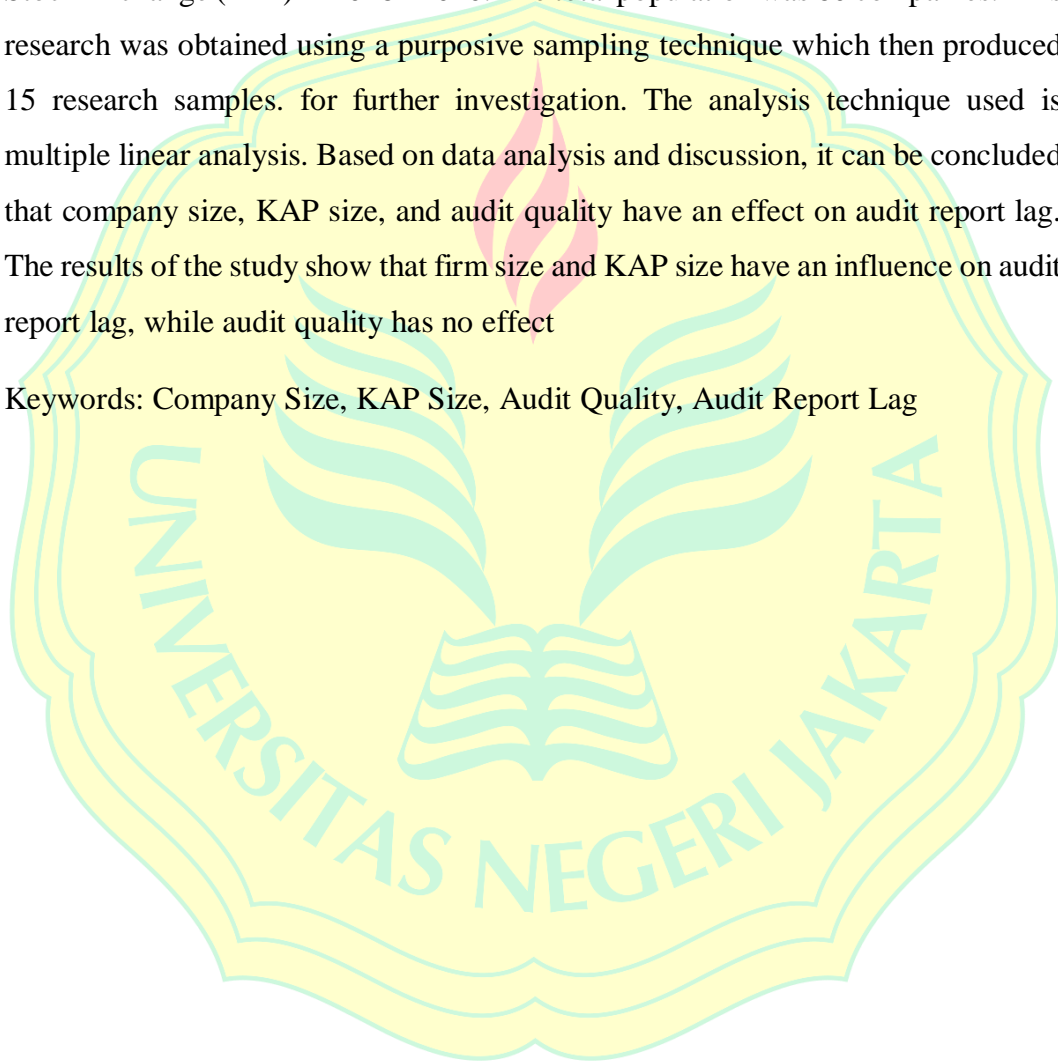 research was obtained using a purposive sampling technique which then produced
15 research samples. for further investigation. The analysis technique used is
multiple linear analysis. Based on data analysis and discussion, it can be concluded
that company size, KAP size, and audit quality have an effect on audit report lag.
The results of the study show that firm size and KAP size have an influence on audit
report lag, while audit quality has no effect
Keywords: Company Size, KAP Size, Audit Quality, Audit Report Lag
UNIVERSITAS NEGERI JAKARTA